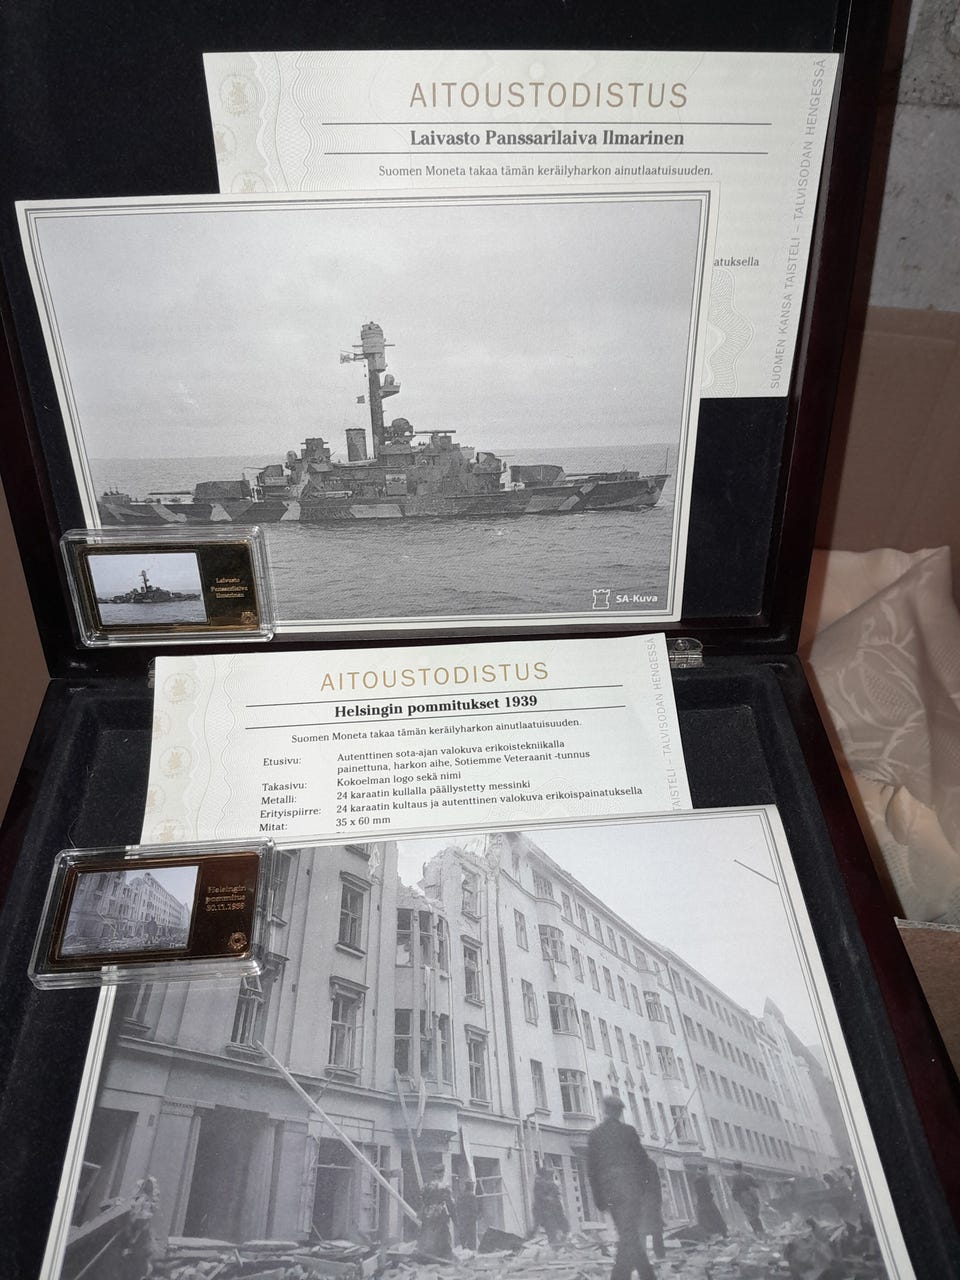 AITOUSTODISTUS
Laivasto Panssarilaiva Ilmarinen
Suomen Moneta takaa tämän keräilyharkon ainutlaatuisuuden.
atuksella
SUOMEN KANSA TAISTELI – TALVISODAN HENGESSÄ
SA-Kuva
Laivasto
Panssarilaiva
Ilmarinen
AITOUSTODISTUS
Helsingin pommitukset 1939
Suomen Moneta takaa tämän keräilyharkon ainutlaatuisuuden.
Etusivu: Autenttinen sota-ajan valokuva erikoistekniikalla
painettuna, harkon aihe, Sotiemme Veteraanit -tunnus
Takasivu: Kokoelman logo sekä nimi
Metalli: 24 karaatin kullalla päällystetty messinki
Erityispiirre: 24 karaatin kultaus ja autenttinen valokuva erikoispainatuksella
Mitat: 35 x 60 mm
TAISTELI – TALVISODAN HENGESSÄ
Helsingin
pommitus
30.11.1939